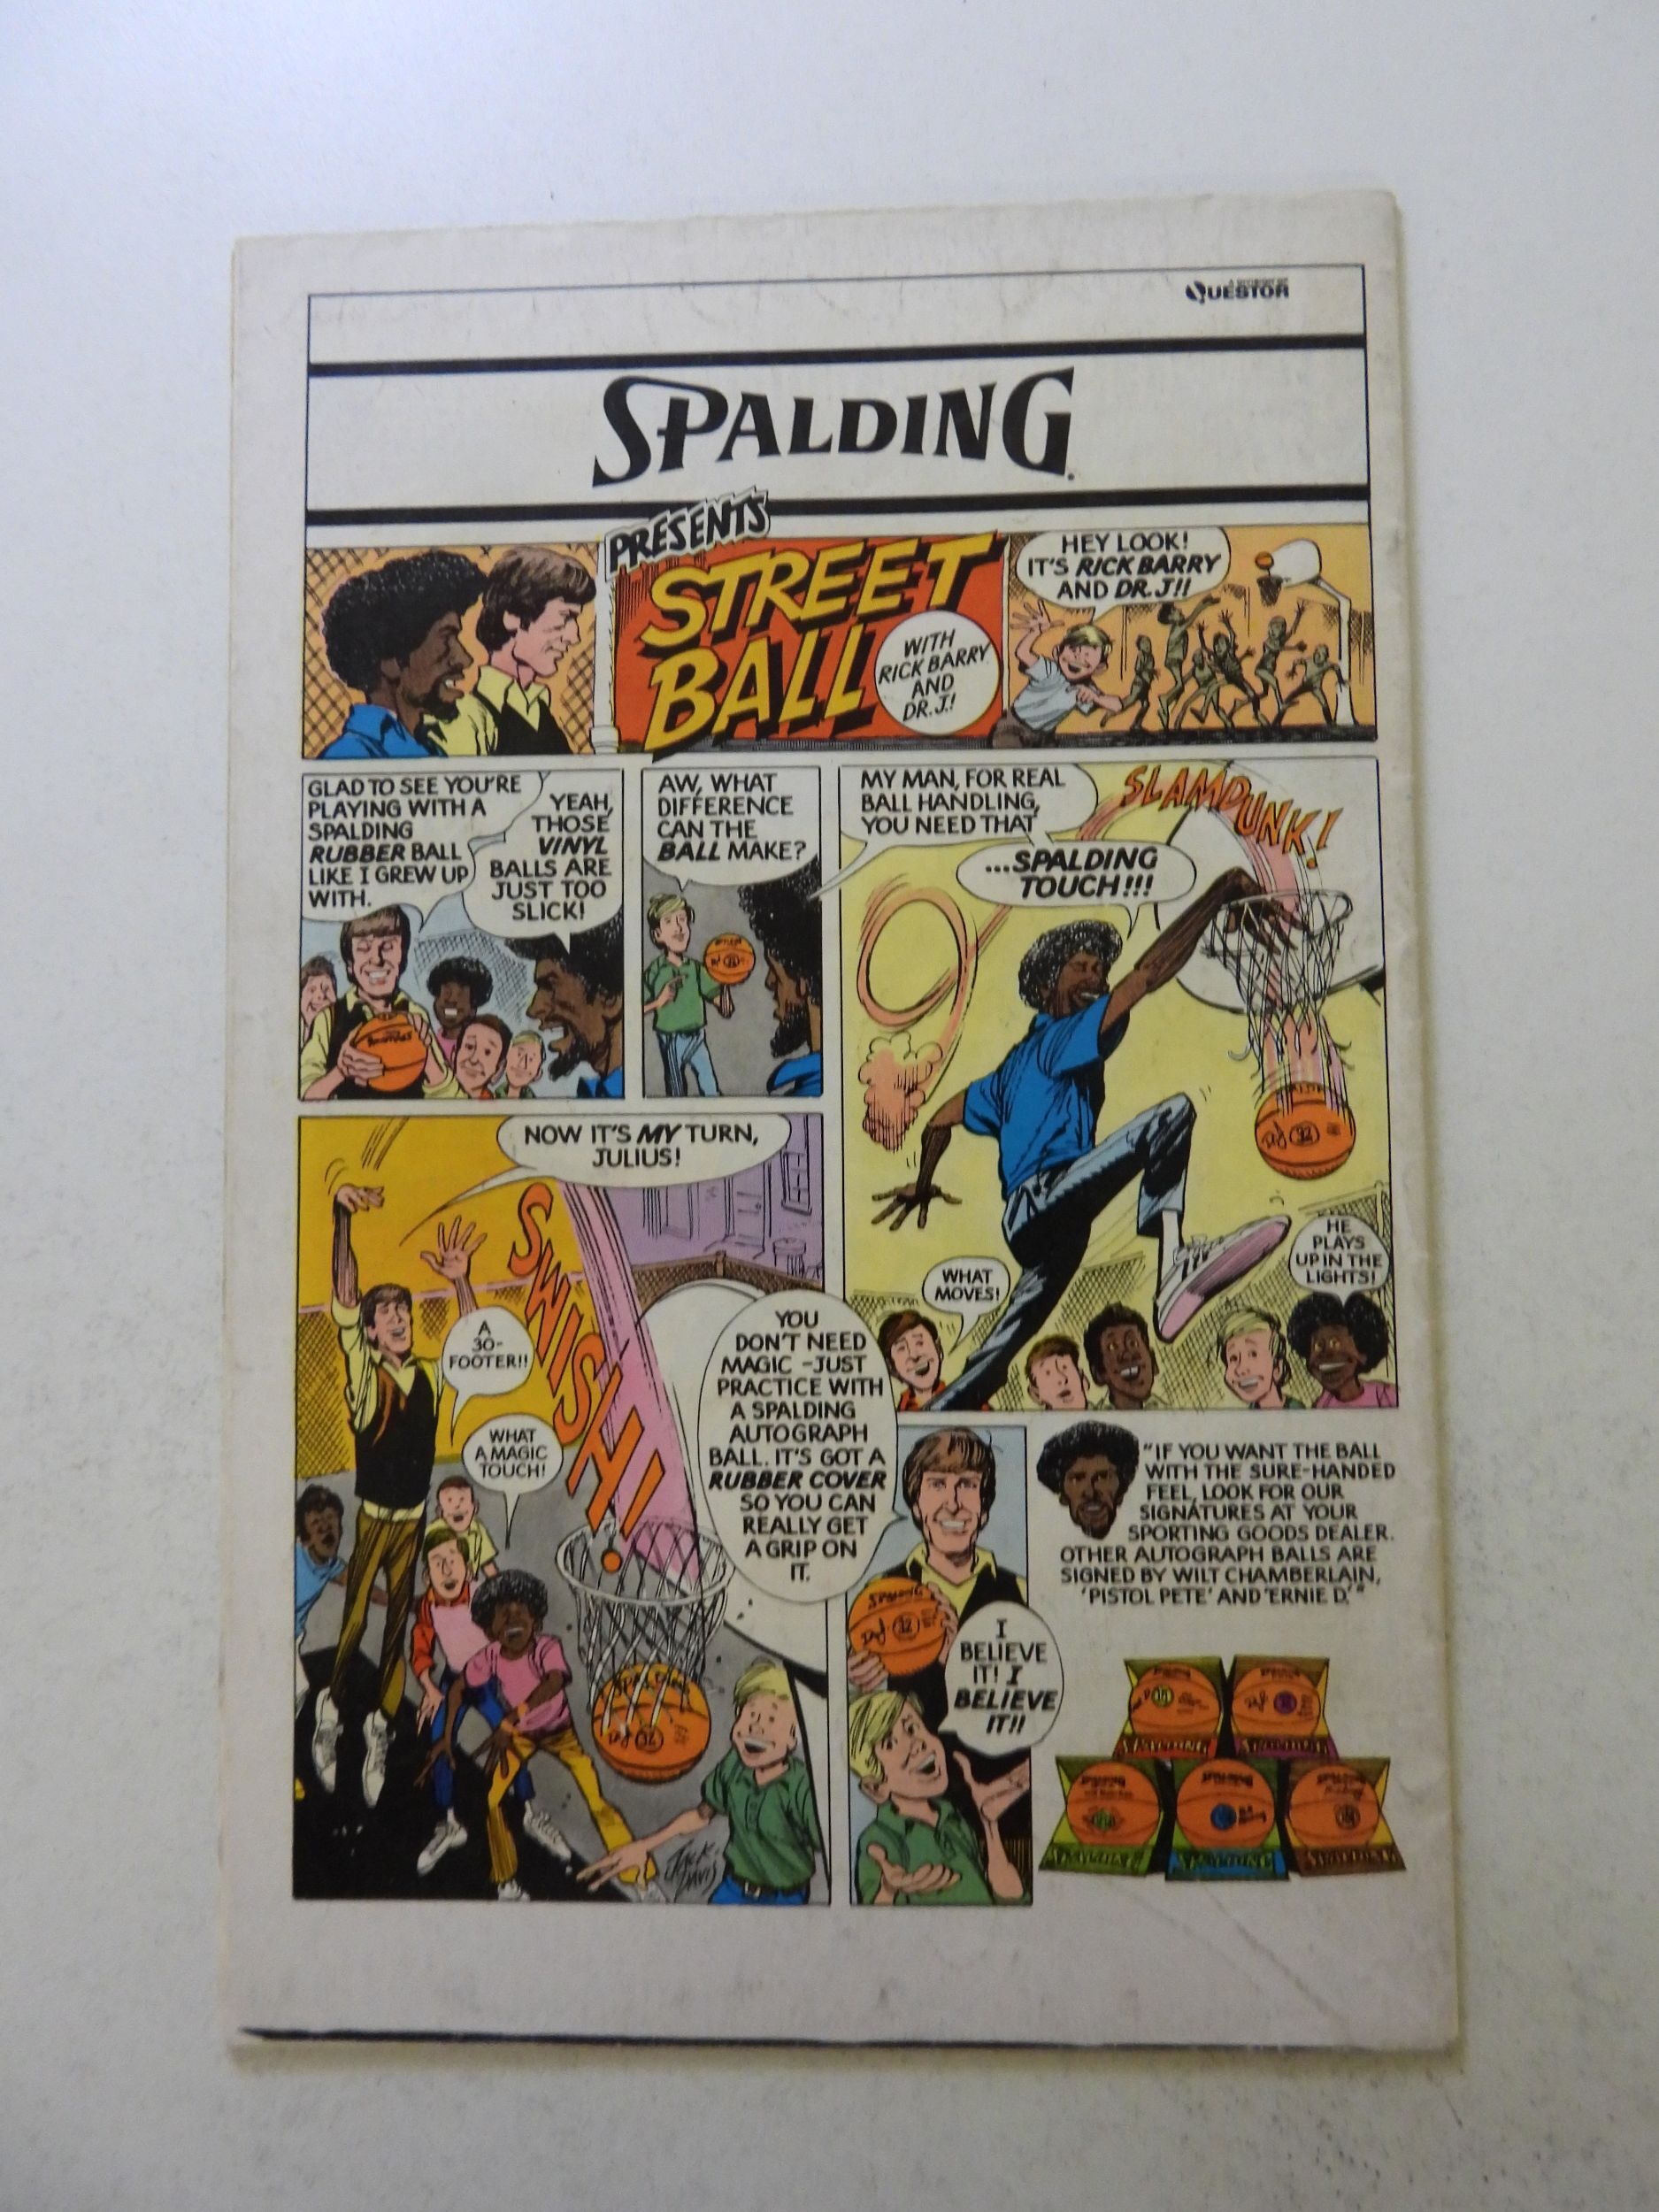 QUESTOR
SPALDING
PRESENTS
STREET
BALL
WITH
RICK BARRY
AND
DR. J.!
HEY LOOK!
IT'S RICK BARRY
AND DR. J!!
GLAD TO SEE YOU'RE
PLAYING WITH A
SPALDING
RUBBER BALL
LIKE I GREW UP
WITH.
YEAH,
THOSE
VINYL
BALLS ARE
JUST TOO
SLICK!
AW, WHAT
DIFFERENCE
CAN THE
BALL MAKE?
MY MAN, FOR REAL
BALL HANDLING,
YOU NEED THAT
...SPALDING
TOUCH!!!
SLAMDUNK!
WHAT
MOVES!
HE
PLAYS
UP IN THE
LIGHTS!
NOW IT'S MY TURN,
JULIUS!
SWISH!
A
30-
FOOTER!!
WHAT
A MAGIC
TOUCH!
YOU
DON'T NEED
MAGIC -JUST
PRACTICE WITH
A SPALDING
AUTOGRAPH
BALL. IT'S GOT A
RUBBER COVER
SO YOU CAN
REALLY GET
A GRIP ON
IT.
SPALDING
32
JACK
DAVIS
I
BELIEVE
IT! I
BELIEVE
IT!!
"IF YOU WANT THE BALL
WITH THE SURE-HANDED
FEEL, LOOK FOR OUR
SIGNATURES AT YOUR
SPORTING GOODS DEALER.
OTHER AUTOGRAPH BALLS ARE
SIGNED BY WILT CHAMBERLAIN,
'PISTOL PETE' AND 'ERNIE D.'"